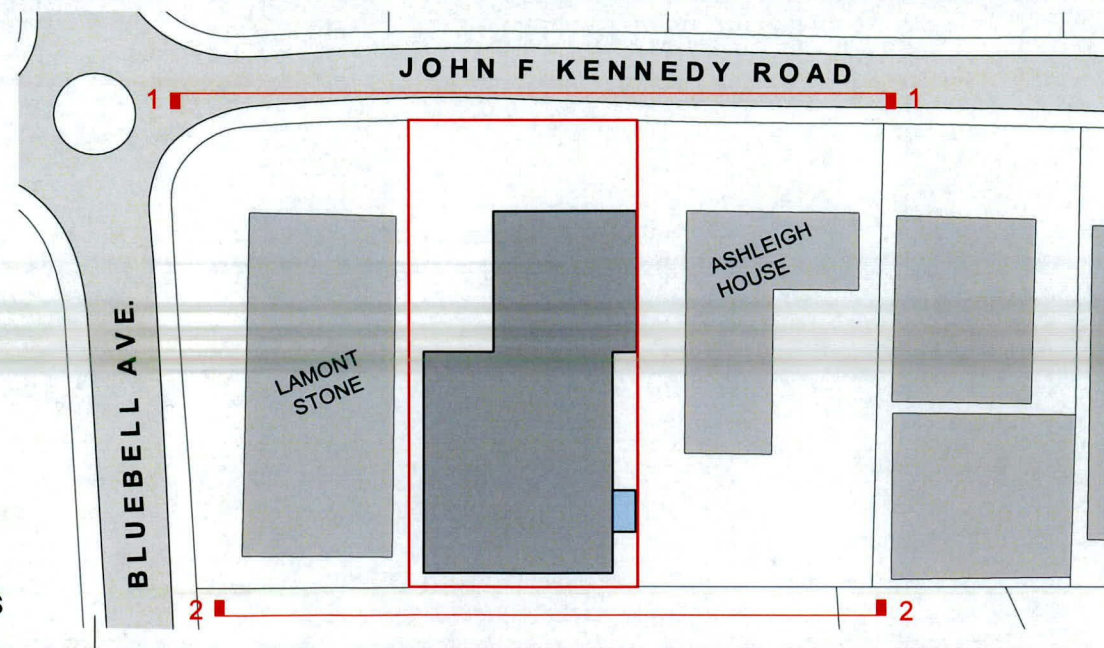 JOHN F KENNEDY ROAD
1
1
ASHLEIGH
HOUSE
LAMONT
STONE
BLUEBELL AVE.
2
2